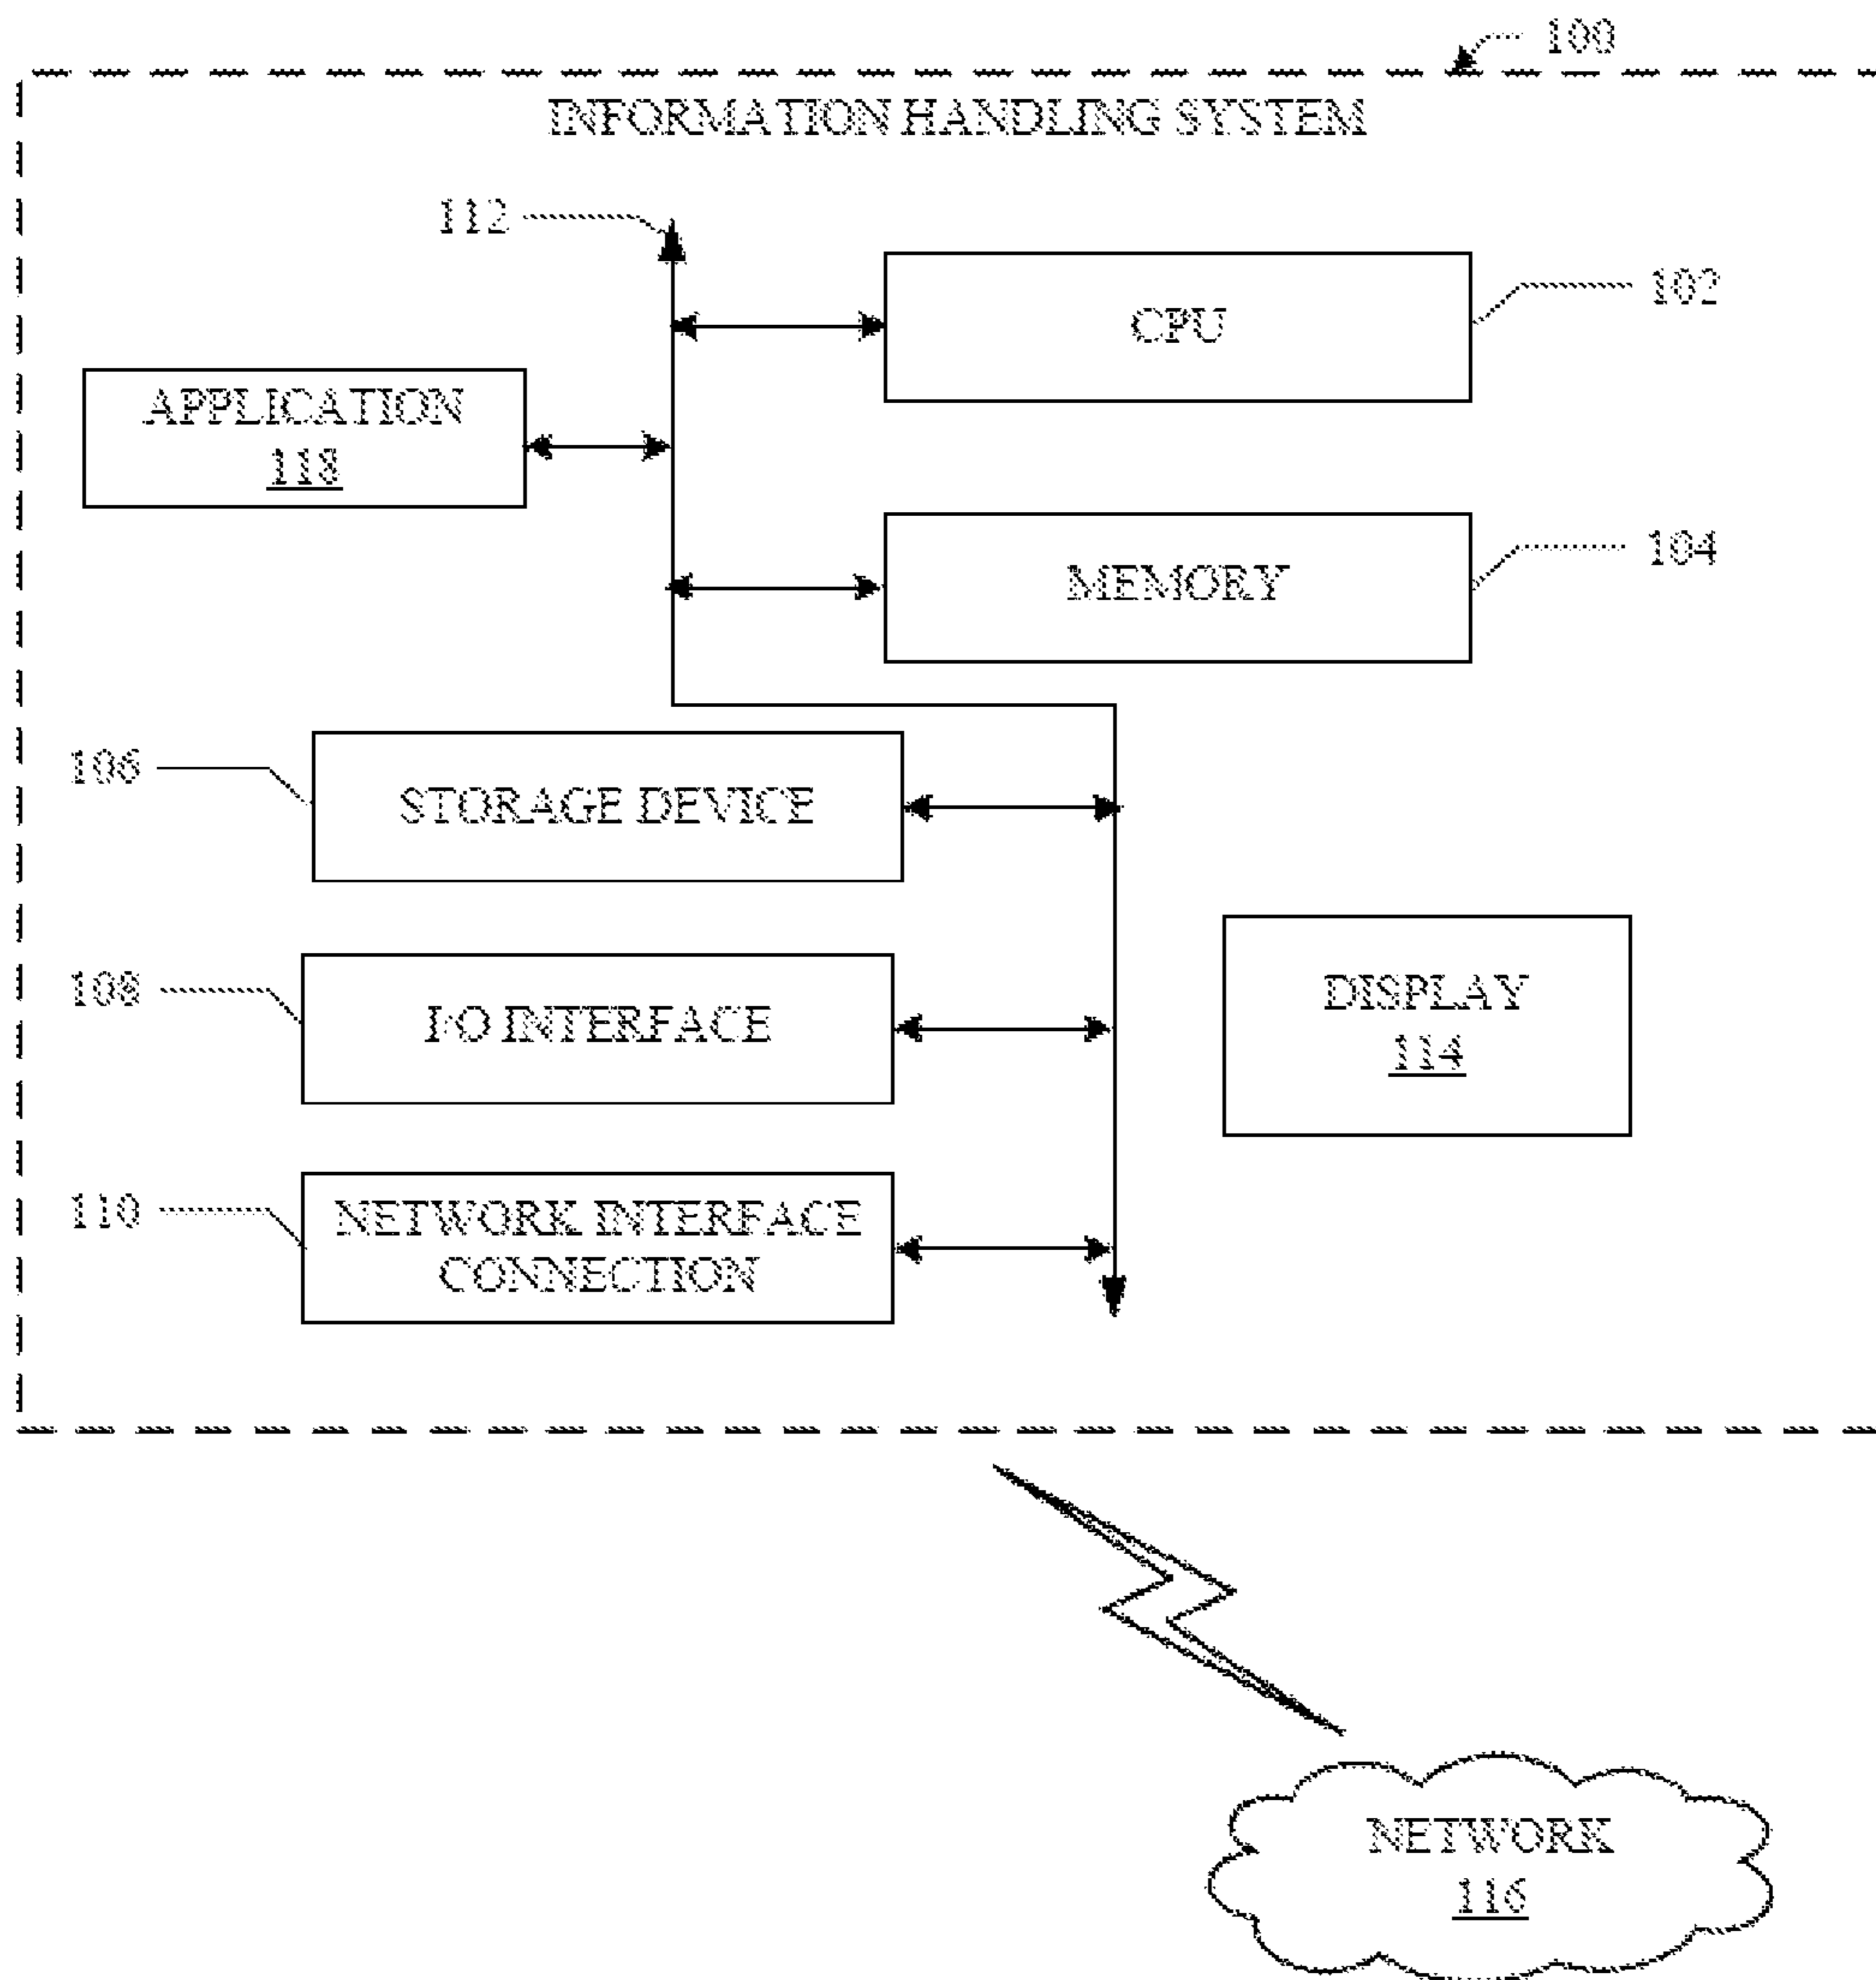 100
INFORMATION HANDLING SYSTEM
112
CPU
102
APPLICATION
118
MEMORY
104
106
STORAGE DEVICE
108
I/O INTERFACE
DISPLAY
114
110
NETWORK INTERFACE
CONNECTION
NETWORK
116